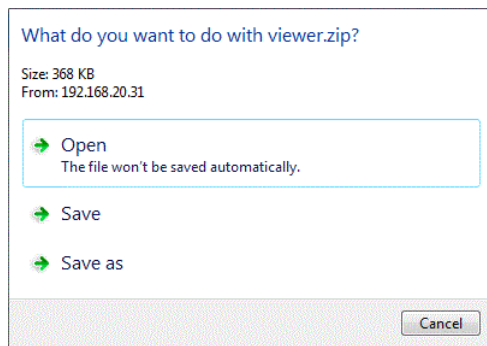 What do you want to do with viewer.zip?
Size: 368 KB
From: 192.168.20.31
Open
The file won't be saved automatically.
Save
Save as
Cancel